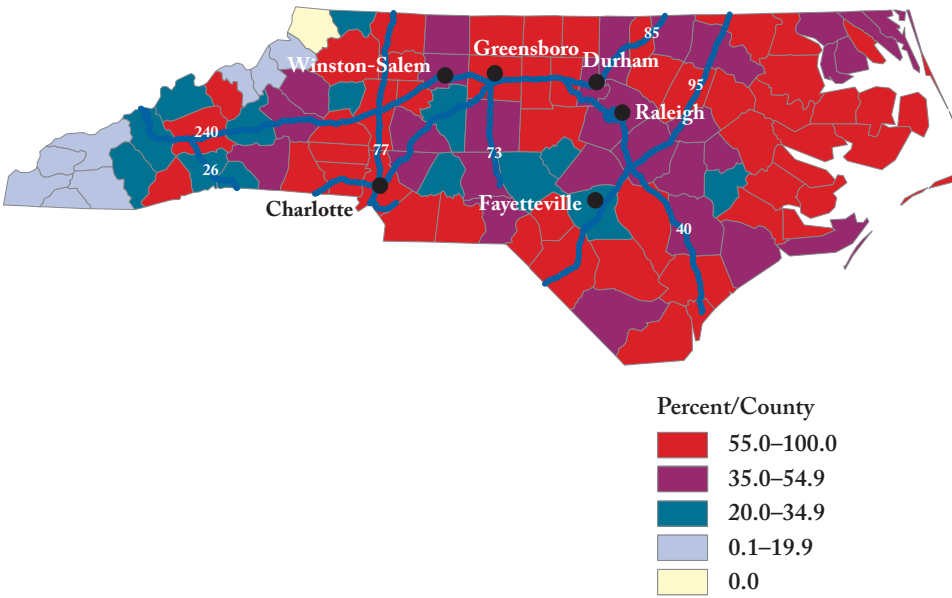 85
Greensboro
Winston-Salem
Durham
95
Raleigh
240
77
73
26
Charlotte
Fayetteville
40
Percent/County
55.0–100.0
35.0–54.9
20.0–34.9
0.1–19.9
0.0